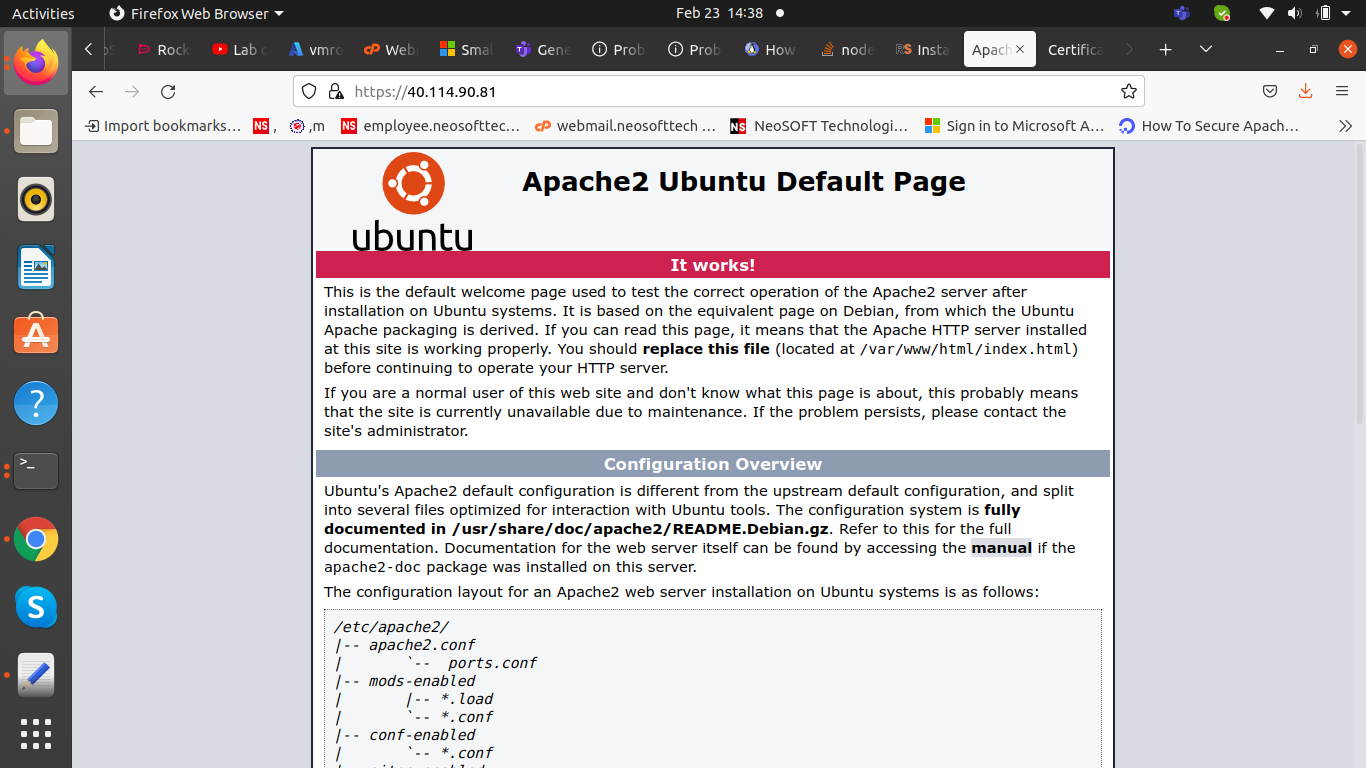 Activities Firefox Web Browser Feb 23 14:38
Rock Lab vmro Web Smal Gene Prob Prob How node Insta Apach Certifica
https://40.114.90.81
Import bookmarks... NS , ,m NS employee.neosofttec... webmail.neosofttech ... NS NeoSOFT Technologi... Sign in to Microsoft A... How To Secure Apach...
ubuntu
Apache2 Ubuntu Default Page
It works!
This is the default welcome page used to test the correct operation of the Apache2 server after
installation on Ubuntu systems. It is based on the equivalent page on Debian, from which the Ubuntu
Apache packaging is derived. If you can read this page, it means that the Apache HTTP server installed
at this site is working properly. You should replace this file (located at /var/www/html/index.html)
before continuing to operate your HTTP server.
If you are a normal user of this web site and don't know what this page is about, this probably means
that the site is currently unavailable due to maintenance. If the problem persists, please contact the
site's administrator.
Configuration Overview
Ubuntu's Apache2 default configuration is different from the upstream default configuration, and split
into several files optimized for interaction with Ubuntu tools. The configuration system is fully
documented in /usr/share/doc/apache2/README.Debian.gz. Refer to this for the full
documentation. Documentation for the web server itself can be found by accessing the manual if the
apache2-doc package was installed on this server.
The configuration layout for an Apache2 web server installation on Ubuntu systems is as follows:
/etc/apache2/
|-- apache2.conf
|       `--  ports.conf
|-- mods-enabled
|       |-- *.load
|       `-- *.conf
|-- conf-enabled
|       `-- *.conf